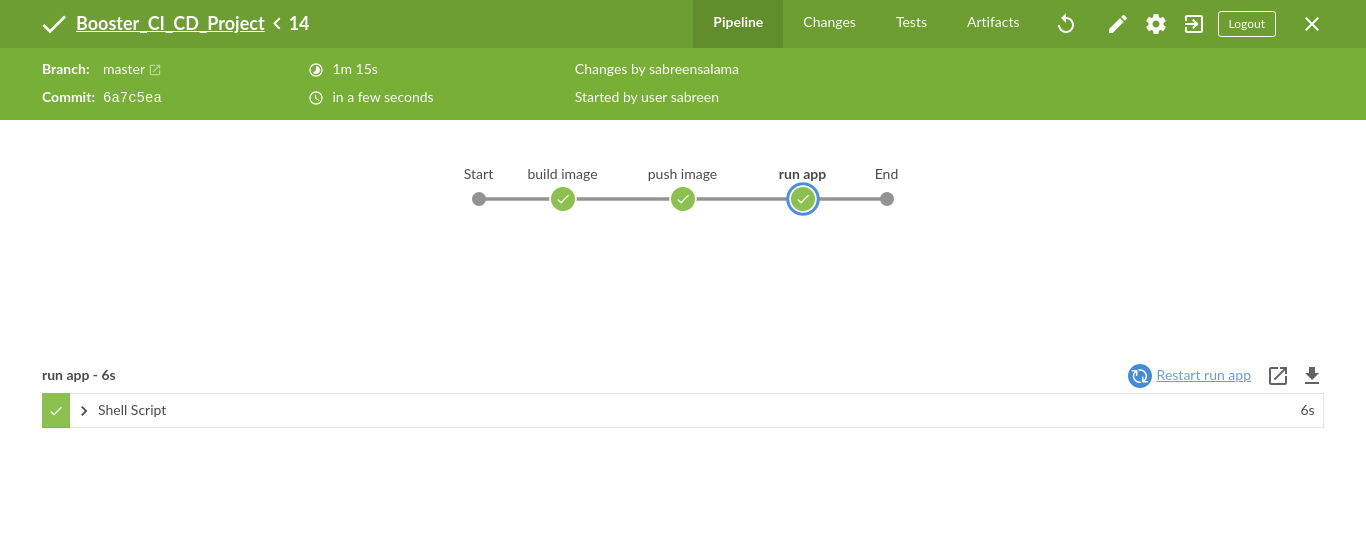 Booster_CI_CD_Project < 14
Pipeline Changes Tests Artifacts Logout
Branch: master 1m 15s Changes by sabreensalama
Commit: 6a7c5ea in a few seconds Started by user sabreen
Start build image push image run app End
run app - 6s Restart run app
Shell Script 6s